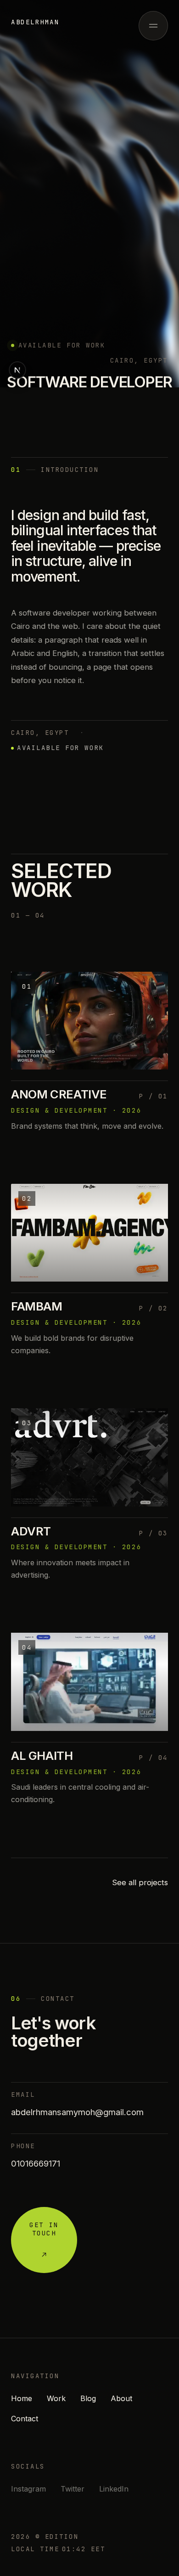 ABDELRHMAN
AVAILABLE FOR WORK
CAIRO, EGYPT
N
SOFTWARE DEVELOPER
01 — INTRODUCTION
I design and build fast,
bilingual interfaces that
feel inevitable — precise
in structure, alive in
movement.
A software developer working between
Cairo and the web. I care about the quiet
details: a paragraph that reads well in
Arabic and English, a transition that settles
instead of bouncing, a page that opens
before you notice it.
CAIRO, EGYPT ·
AVAILABLE FOR WORK
SELECTED
WORK
01 — 04
01
ROOTED IN CAIRO
BUILT FOR THE
WORLD
ANOM CREATIVE P / 01
DESIGN & DEVELOPMENT · 2026
Brand systems that think, move and evolve.
02
FAMBAM.AGENCY
FAMBAM P / 02
DESIGN & DEVELOPMENT · 2026
We build bold brands for disruptive
companies.
03
advrt.
ADVRT P / 03
DESIGN & DEVELOPMENT · 2026
Where innovation meets impact in
advertising.
04
AL GHAITH P / 04
DESIGN & DEVELOPMENT · 2026
Saudi leaders in central cooling and air-
conditioning.
See all projects
06 — CONTACT
Let's work
together
EMAIL
abdelrhmansamymoh@gmail.com
PHONE
01016669171
GET IN
TOUCH
↗
NAVIGATION
Home Work Blog About
Contact
SOCIALS
Instagram Twitter LinkedIn
2026 © EDITION
LOCAL TIME 01:42 EET